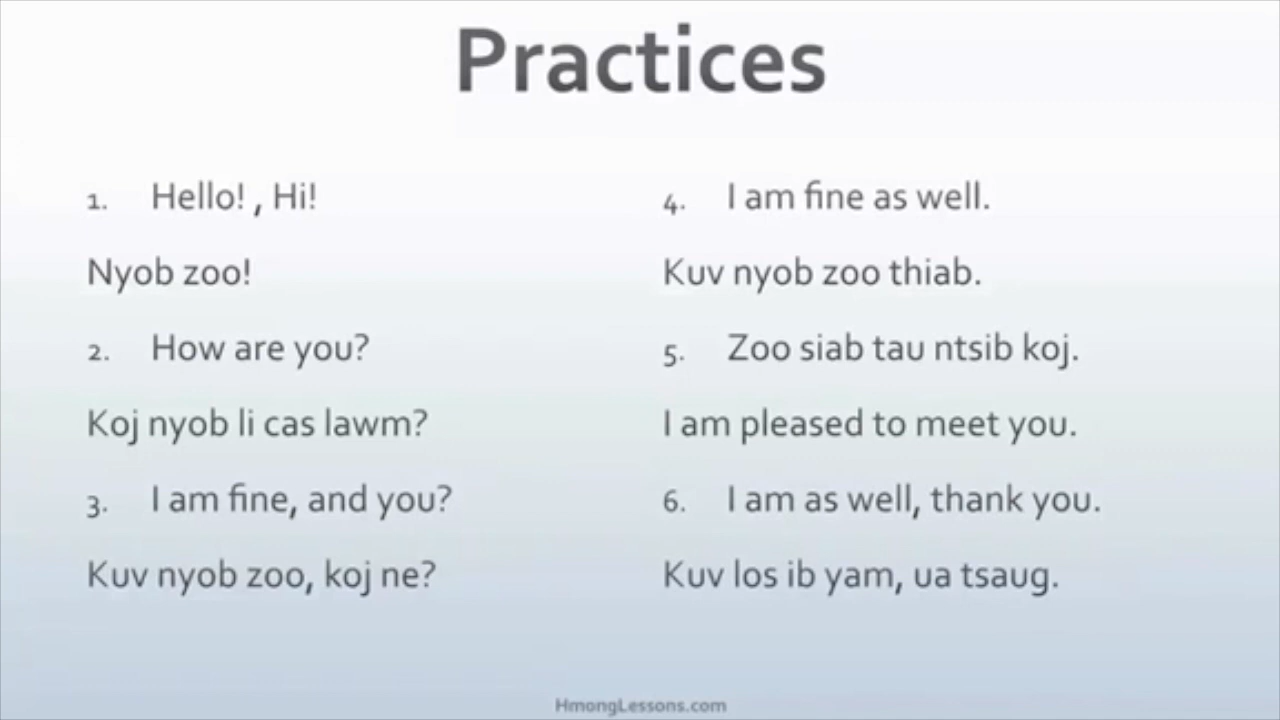 Practices
1. Hello! , Hi!
Nyob zoo!
2. How are you?
Koj nyob li cas lawm?
3. I am fine, and you?
Kuv nyob zoo, koj ne?
4. I am fine as well.
Kuv nyob zoo thiab.
5. Zoo siab tau ntsib koj.
I am pleased to meet you.
6. I am as well, thank you.
Kuv los ib yam, ua tsaug.
HmongLessons.com